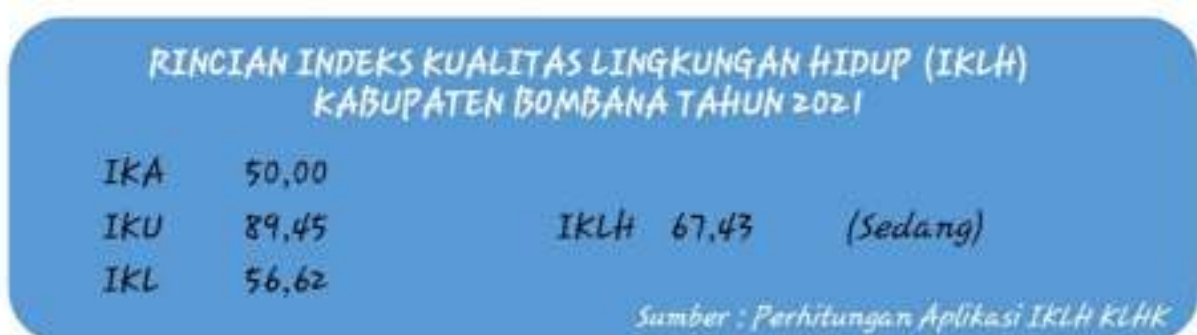 RINCIAN INDEKS KUALITAS LINGKUNGAN HIDUP (IKLH)
KABUPATEN BOMBANA TAHUN 2021
IKA 50,00
IKU 89,45 IKLH 67,43 (Sedang)
IKL 56,62
Sumber : Perhitungan Aplikasi IKLH KLHK